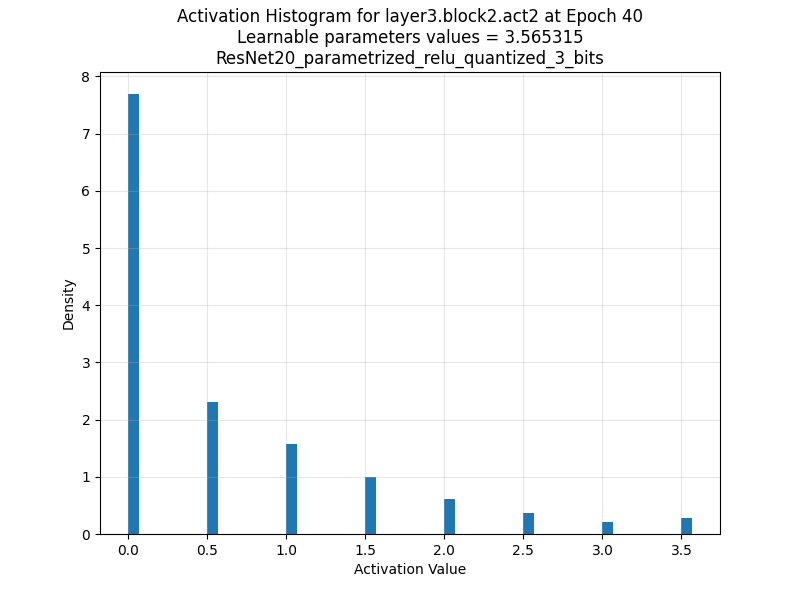 Activation Histogram for layer3.block2.act2 at Epoch 40
Learnable parameters values = 3.565315
ResNet20_parametrized_relu_quantized_3_bits
8
7
6
5
4
3
2
1
0
Density
0.0 0.5 1.0 1.5 2.0 2.5 3.0 3.5
Activation Value